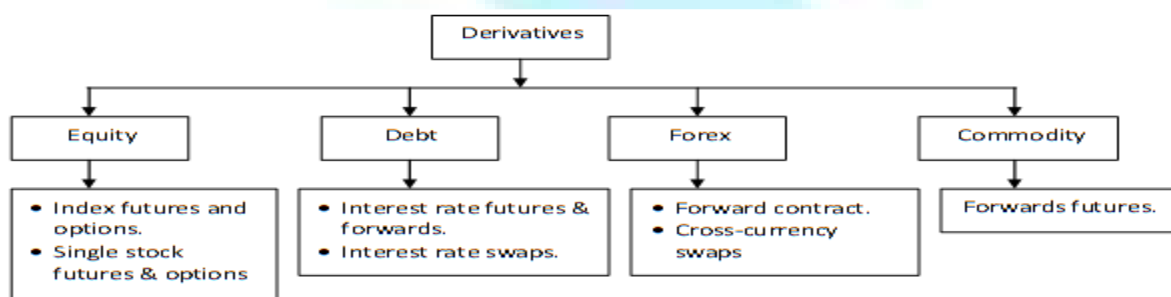 Derivatives
Equity
Debt
Forex
Commodity
• Index futures and
options.
• Single stock
futures & options
• Interest rate futures &
forwards.
• Interest rate swaps.
• Forward contract.
• Cross-currency
swaps
Forwards futures.